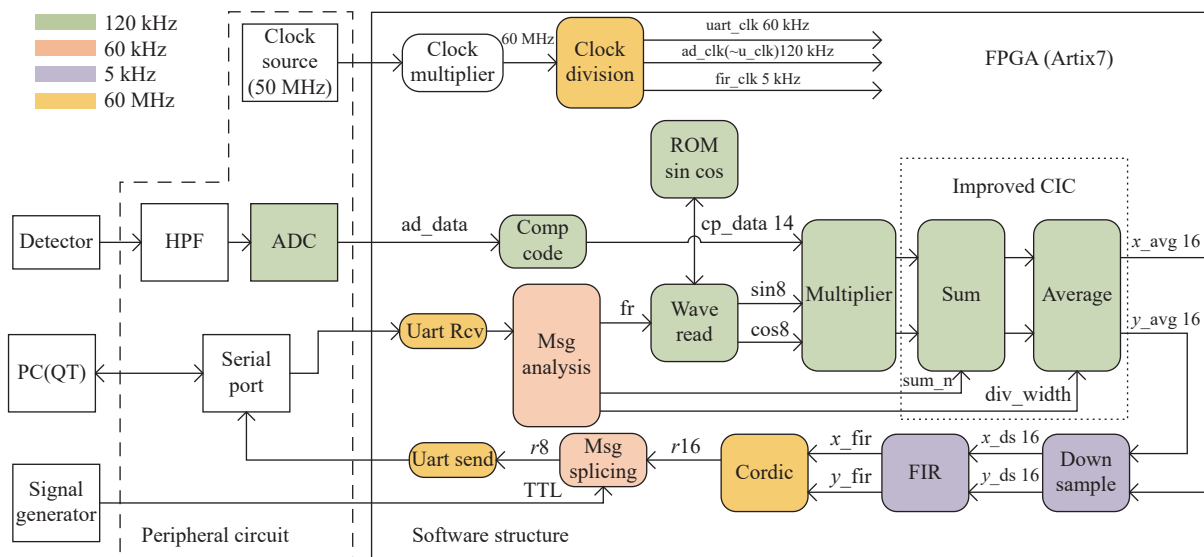 120 kHz
60 kHz
5 kHz
60 MHz
Clock
source
(50 MHz)
Clock
multiplier
60 MHz
Clock
division
uart_clk 60 kHz
ad_clk(~u_clk)120 kHz
fir_clk 5 kHz
FPGA (Artix7)
ROM
sin cos
Improved CIC
Detector
HPF
ADC
ad_data
Comp
code
cp_data 14
Multiplier
Sum
Average
x_avg 16
y_avg 16
Uart Rcv
Msg
analysis
fr
Wave
read
sin8
cos8
sum_n
div_width
PC(QT)
Serial
port
Uart send
r8
Msg
splicing
r16
Cordic
x_fir
y_fir
FIR
x_ds 16
y_ds 16
Down
sample
TTL
Signal
generator
Peripheral circuit
Software structure